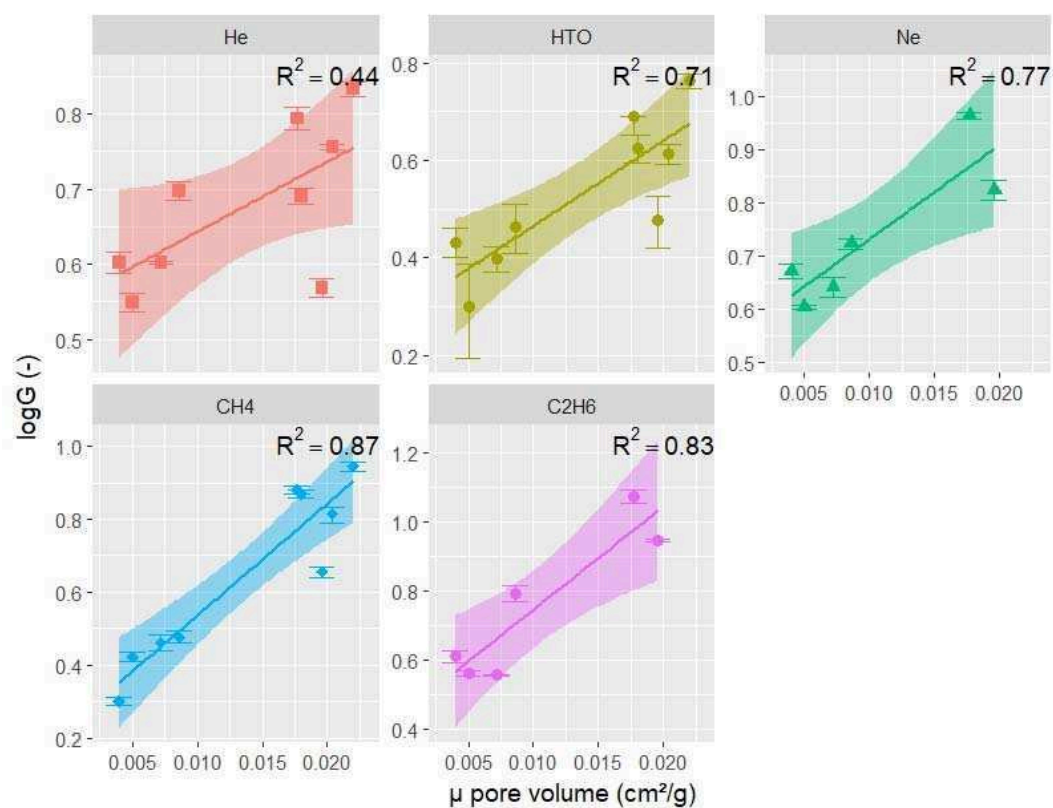 He
HTO
Ne
R² = 0.44
R² = 0.71
R² = 0.77
0.8
0.7
0.6
0.5
0.8
0.6
0.4
0.2
1.0
0.9
0.8
0.7
0.6
0.5
0.005 0.010 0.015 0.020
logG (-)
CH4
C2H6
R² = 0.87
R² = 0.83
1.0
0.8
0.6
0.4
0.2
1.2
1.0
0.8
0.6
0.4
0.005 0.010 0.015 0.020
0.005 0.010 0.015 0.020
µ pore volume (cm²/g)